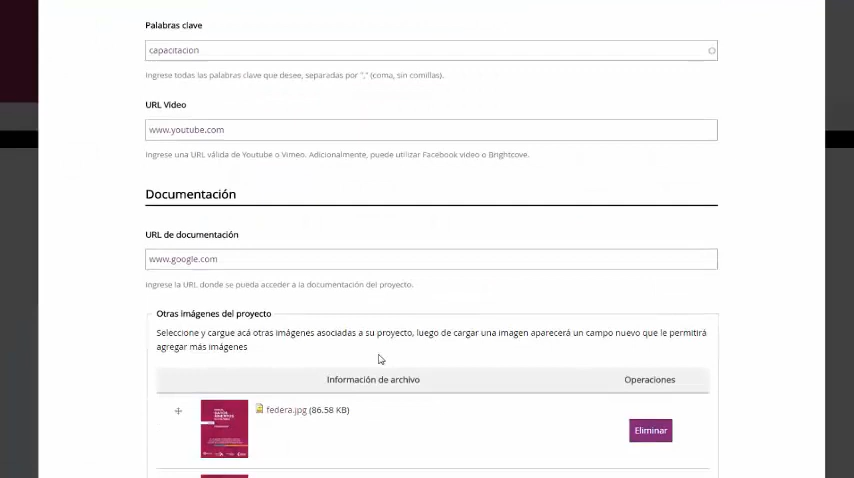 Palabras clave
capacitacion
Ingrese todas las palabras clave que desee, separadas por "," (coma, sin comillas).
URL Video
www.youtube.com
Ingrese una URL válida de Youtube o Vimeo. Adicionalmente, puede utilizar Facebook video o Brightcove.
Documentación
URL de documentación
www.google.com
Ingrese la URL donde se pueda acceder a la documentación del proyecto.
Otras imágenes del proyecto
Seleccione y cargue acá otras imágenes asociadas a su proyecto, luego de cargar una imagen aparecerá un campo nuevo que le permitirá
agregar más imágenes
Información de archivo
Operaciones
federa.jpg (86.58 KB)
Eliminar